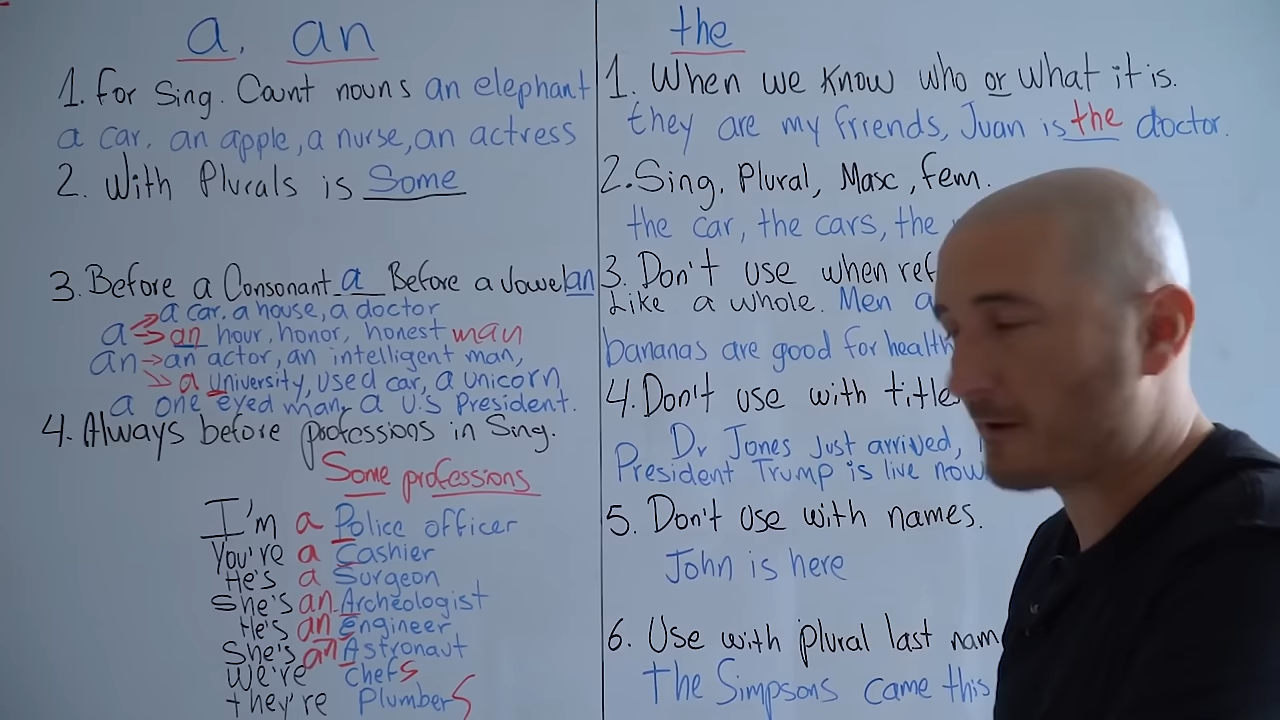 a, an
1. For Sing. Count nouns an elephant
a car, an apple, a nurse, an actress
2. With Plurals is Some
3. Before a Consonant a Before a Vowel an
a car, a house, a doctor
a → an hour, honor, honest man
an → an actor, an intelligent man,
a university, used car, a unicorn
a one eyed man, a U.S President.
4. Always before professions in Sing.
Some professions
I'm a Police officer
You're a Cashier
He's a Surgeon
She's an Archeologist
He's an Engineer
She's an Astronaut
We're chefs
they're Plumbers
the
1. When we know who or what it is.
they are my friends, Juan is the doctor.
2. Sing, Plural, Masc, fem.
the car, the cars, the
3. Don't use when ref
Like a whole. Men a
bananas are good for health
4. Don't use with title
Dr Jones Just arrived,
President Trump is live now
5. Don't use with names.
John is here
6. Use with plural last nam
The Simpsons came this